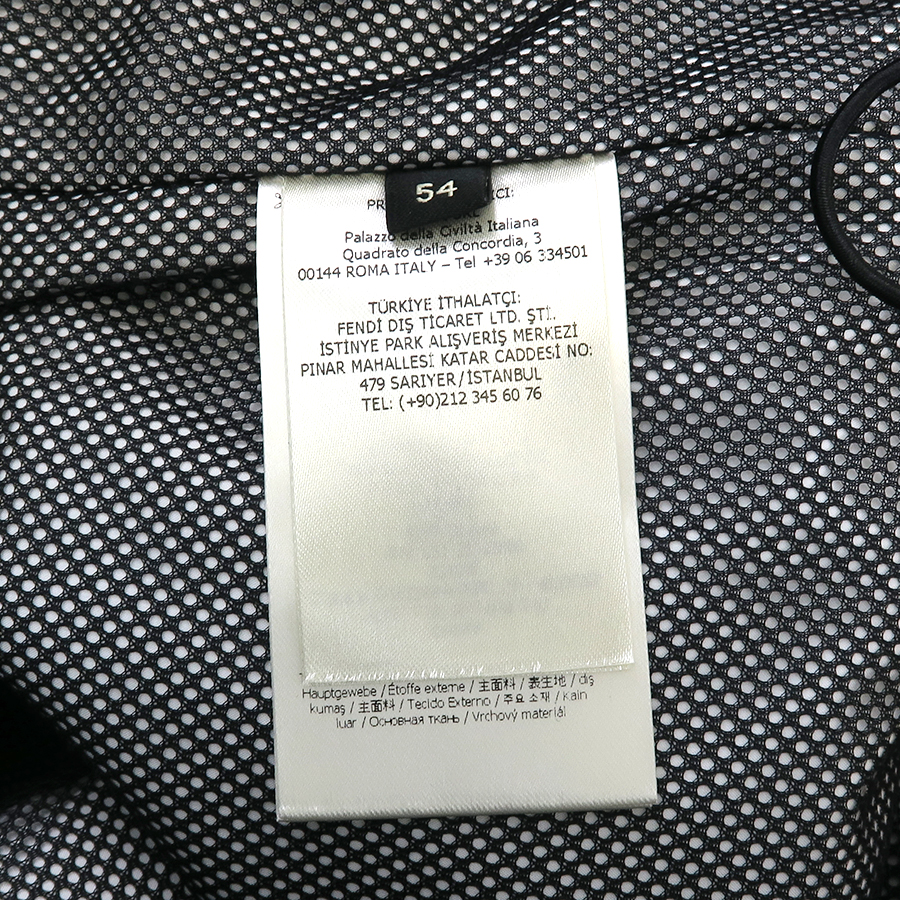 54
Palazzo della Civiltà Italiana
Quadrato della Concordia, 3
00144 ROMA ITALY – Tel +39 06 334501
TÜRKİYE İTHALATÇI:
FENDİ DIŞ TİCARET LTD. ŞTİ.
İSTİNYE PARK ALIŞVERİŞ MERKEZİ
PINAR MAHALLESİ KATAR CADDESİ NO:
479 SARIYER/İSTANBUL
TEL: (+90)212 345 60 76
Hauptgewebe / Étoffe externe / 主面料 / 表生地 / dış
kumaş / 主面料 / Tecido Externo / 주요 소재 / kain
luar / Основная ткань / Vrchový materiál